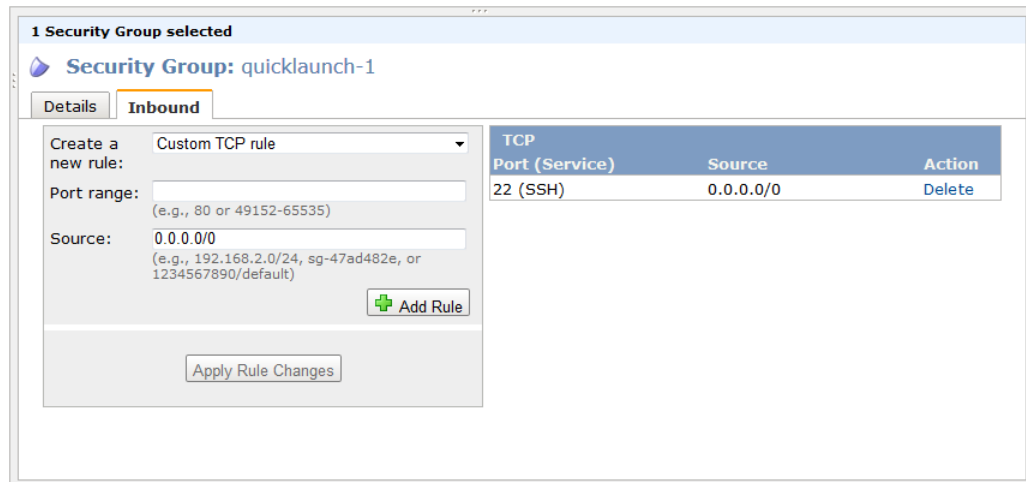 1 Security Group selected
Security Group: quicklaunch-1
Details Inbound
Create a new rule: Custom TCP rule
Port range:
(e.g., 80 or 49152-65535)
Source: 0.0.0.0/0
(e.g., 192.168.2.0/24, sg-47ad482e, or
1234567890/default)
Add Rule
Apply Rule Changes
TCP
Port (Service) Source Action
22 (SSH) 0.0.0.0/0 Delete